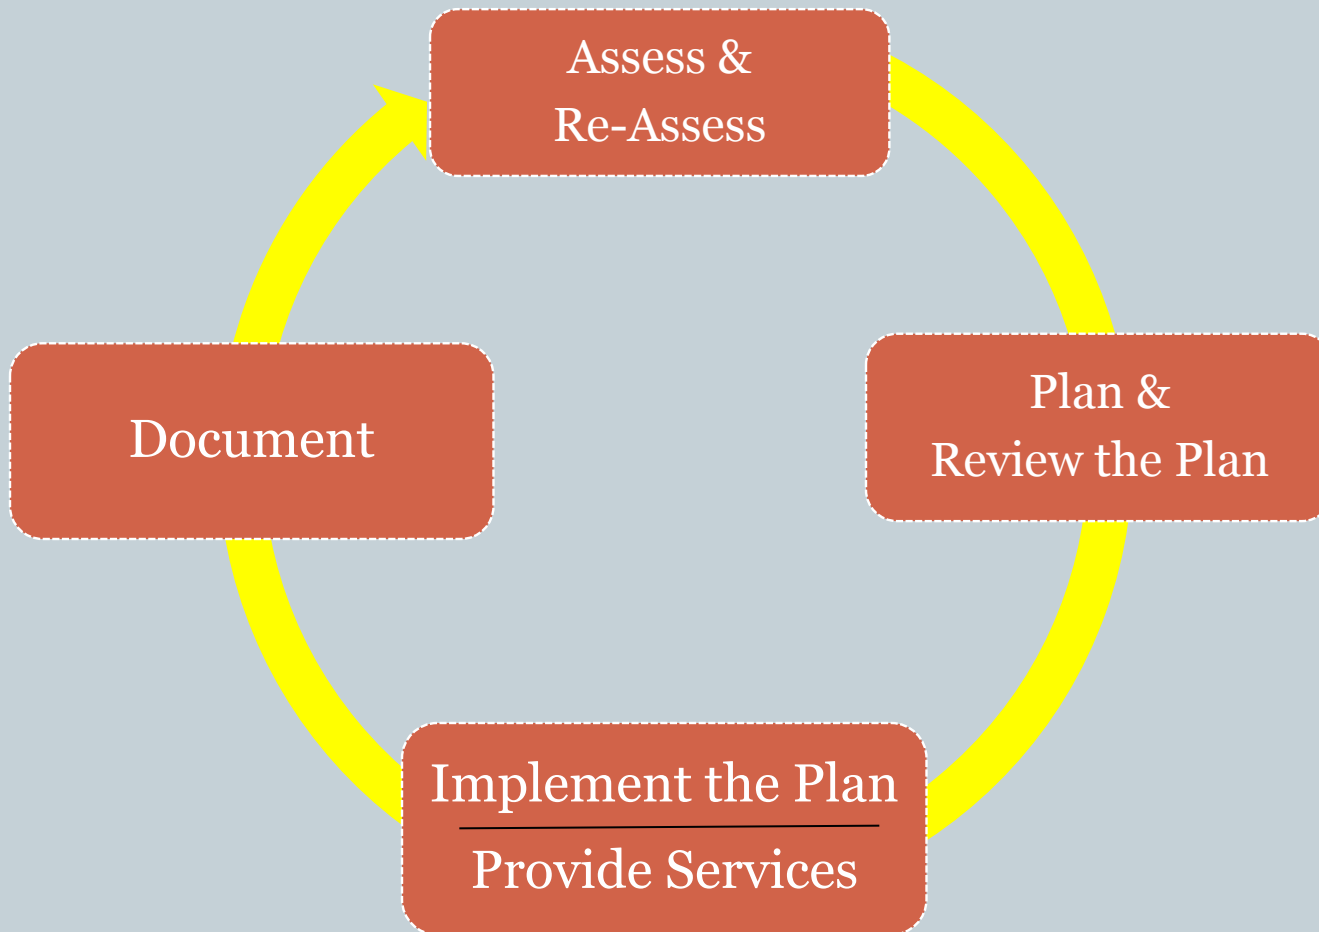 Assess &
Re-Assess
Plan &
Review the Plan
Document
Implement the Plan
Provide Services